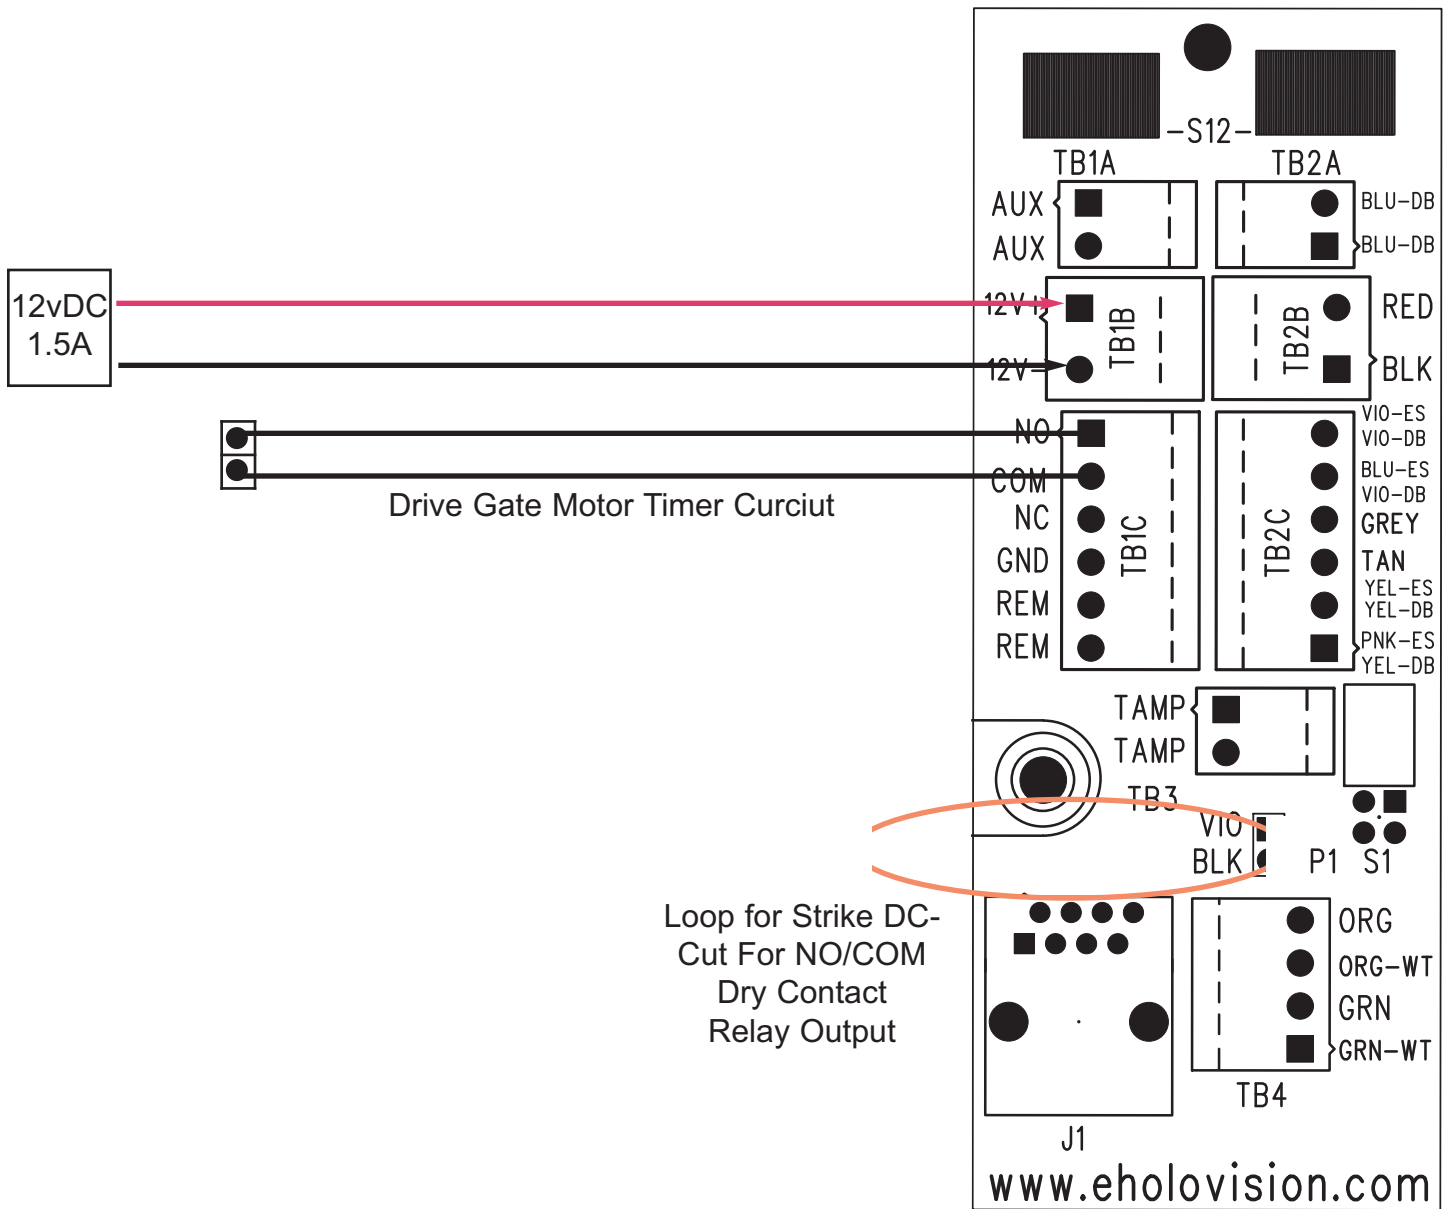 -S12-
TB1A
TB2A
AUX
AUX
BLU-DB
BLU-DB
12vDC
1.5A
12V+
12V-
TB1B
TB2B
RED
BLK
NO
COM
NC
GND
REM
REM
TB1C
TB2C
VIO-ES
VIO-DB
BLU-ES
VIO-DB
GREY
TAN
YEL-ES
YEL-DB
PNK-ES
YEL-DB
Drive Gate Motor Timer Curciut
TAMP
TAMP
TB3
VIO
BLK
P1
S1
Loop for Strike DC-
Cut For NO/COM
Dry Contact
Relay Output
ORG
ORG-WT
GRN
GRN-WT
TB4
J1
www.eholovision.com